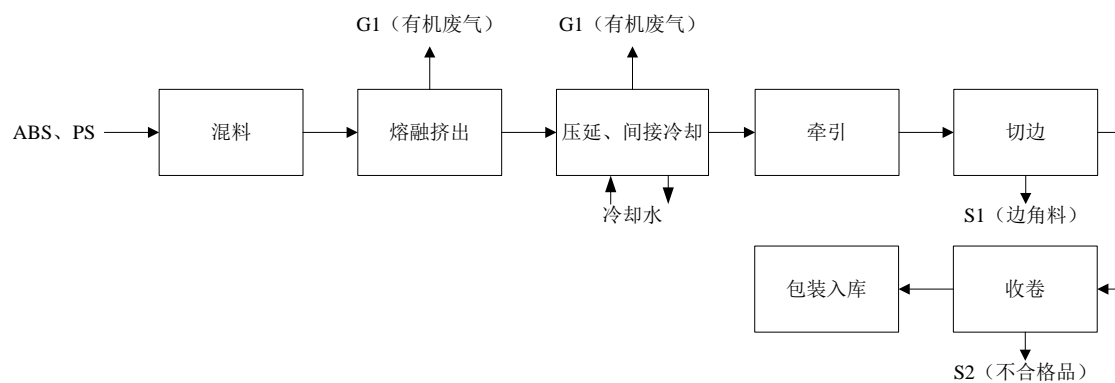 G1（有机废气）
G1（有机废气）
ABS、PS
混料
熔融挤出
压延、间接冷却
牵引
切边
冷却水
S1（边角料）
包装入库
收卷
S2（不合格品）